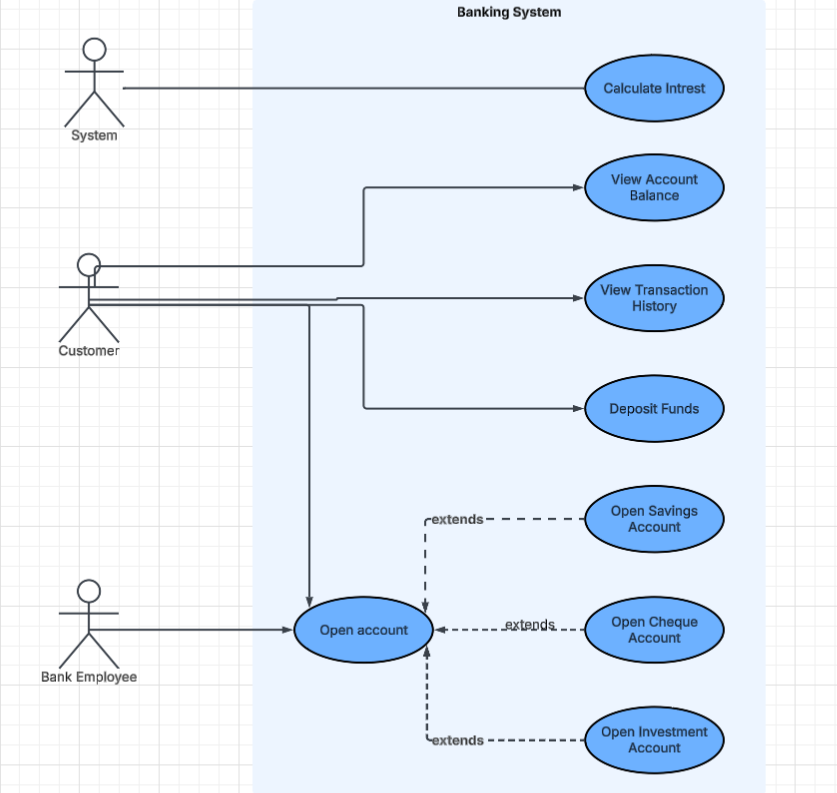 Banking System
System
Calculate Intrest
View Account
Balance
Customer
View Transaction
History
Deposit Funds
extends
Open Savings
Account
Bank Employee
Open account
extends
Open Cheque
Account
extends
Open Investment
Account